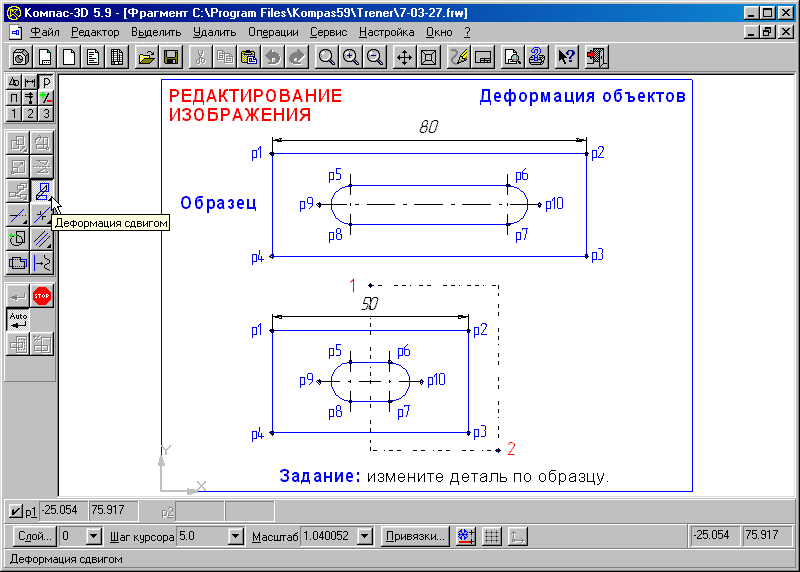 Компас-3D 5.9 - [Фрагмент C:\Program Files\Kompas59\Trener\7-03-27.frw]
Файл Редактор Выделить Удалить Операции Сервис Настройка Окно ?
РЕДАКТИРОВАНИЕ
ИЗОБРАЖЕНИЯ
Деформация объектов
80
p1 p2
p5 p6
Образец p9 p10
p8 p7
p4 p3
Деформация сдвигом
1
50
p1 p2
p5 p6
p9 p10
p8 p7
p4 p3
2
Y
X
Задание: измените деталь по образцу.
P
1 2 3
STOP
Auto
p1 -25.054 75.917 p2
Слой... 0 Шаг курсора 5.0 Масштаб 1.040052 Привязки... -25.054 75.917
Деформация сдвигом